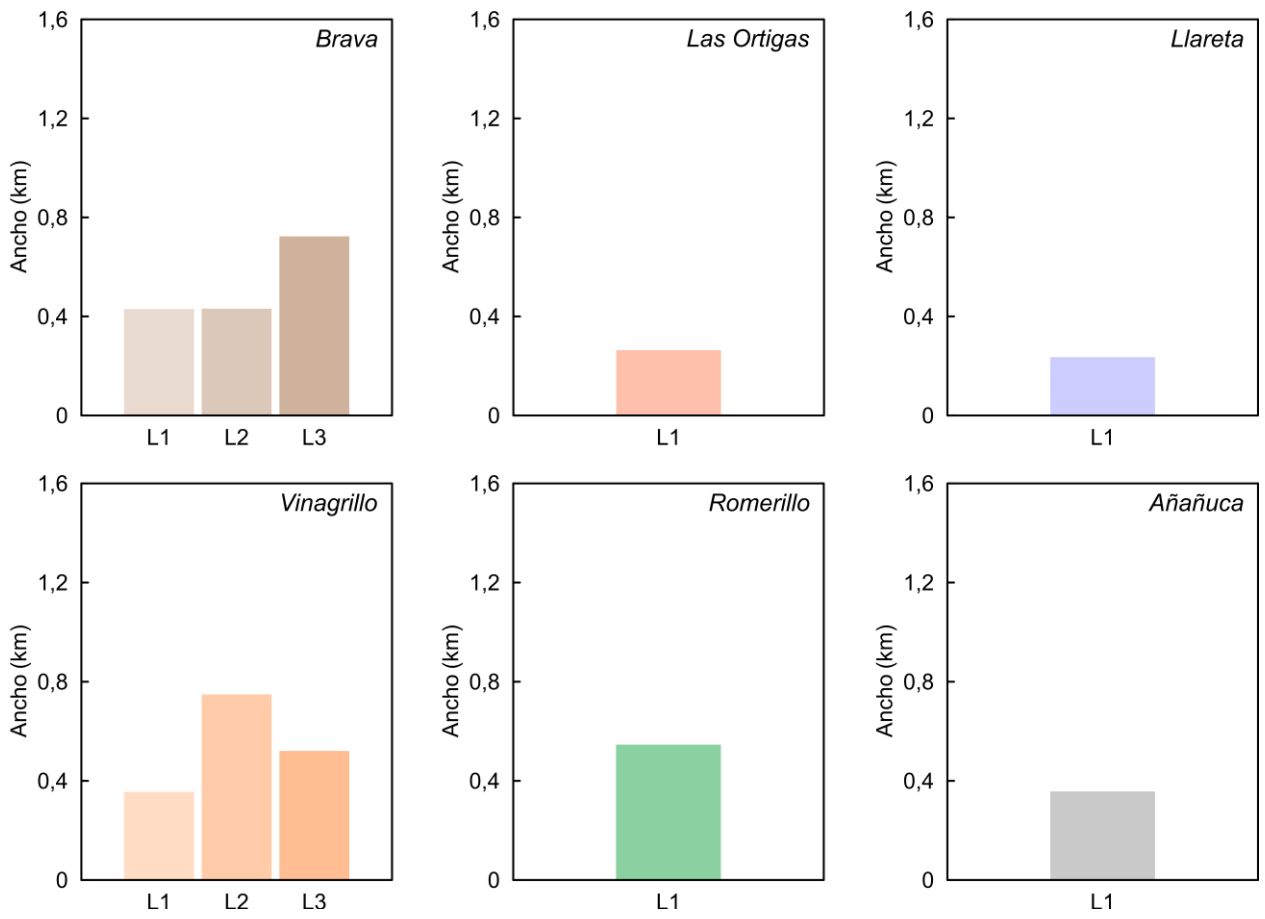 1,6
Brava
1,2
0,8
0,4
0
Ancho (km)
L1 L2 L3
1,6
Las Ortigas
1,2
0,8
0,4
0
Ancho (km)
L1
1,6
Llareta
1,2
0,8
0,4
0
Ancho (km)
L1
1,6
Vinagrillo
1,2
0,8
0,4
0
Ancho (km)
L1 L2 L3
1,6
Romerillo
1,2
0,8
0,4
0
Ancho (km)
L1
1,6
Añañuca
1,2
0,8
0,4
0
Ancho (km)
L1